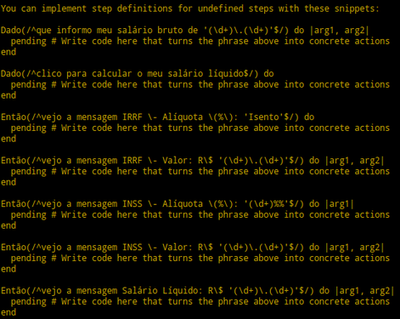 You can implement step definitions for undefined steps with these snippets:
Dado(/^que informo meu salário bruto de '(\d+)\.(\d+)'$/) do |arg1, arg2|
  pending # Write code here that turns the phrase above into concrete actions
end
Dado(/^clico para calcular o meu salário líquido$/) do
  pending # Write code here that turns the phrase above into concrete actions
end
Então(/^vejo a mensagem IRRF \- Alíquota \(%\): 'Isento'$/) do
  pending # Write code here that turns the phrase above into concrete actions
end
Então(/^vejo a mensagem IRRF \- Valor: R\$ '(\d+)\.(\d+)'$/) do |arg1, arg2|
  pending # Write code here that turns the phrase above into concrete actions
end
Então(/^vejo a mensagem INSS \- Alíquota \(%\): '(\d+)%%'$/) do |arg1|
  pending # Write code here that turns the phrase above into concrete actions
end
Então(/^vejo a mensagem INSS \- Valor: R\$ '(\d+)\.(\d+)'$/) do |arg1, arg2|
  pending # Write code here that turns the phrase above into concrete actions
end
Então(/^vejo a mensagem Salário Líquido: R\$ '(\d+)\.(\d+)'$/) do |arg1, arg2|
  pending # Write code here that turns the phrase above into concrete actions
end